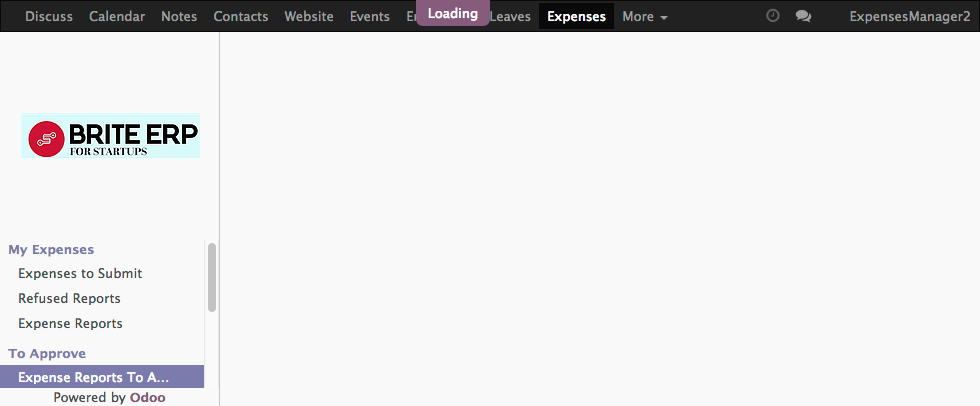 Discuss Calendar Notes Contacts Website Events Loading Leaves Expenses More ExpensesManager2
BRITE ERP
FOR STARTUPS
My Expenses
Expenses to Submit
Refused Reports
Expense Reports
To Approve
Expense Reports To A...
Powered by Odoo